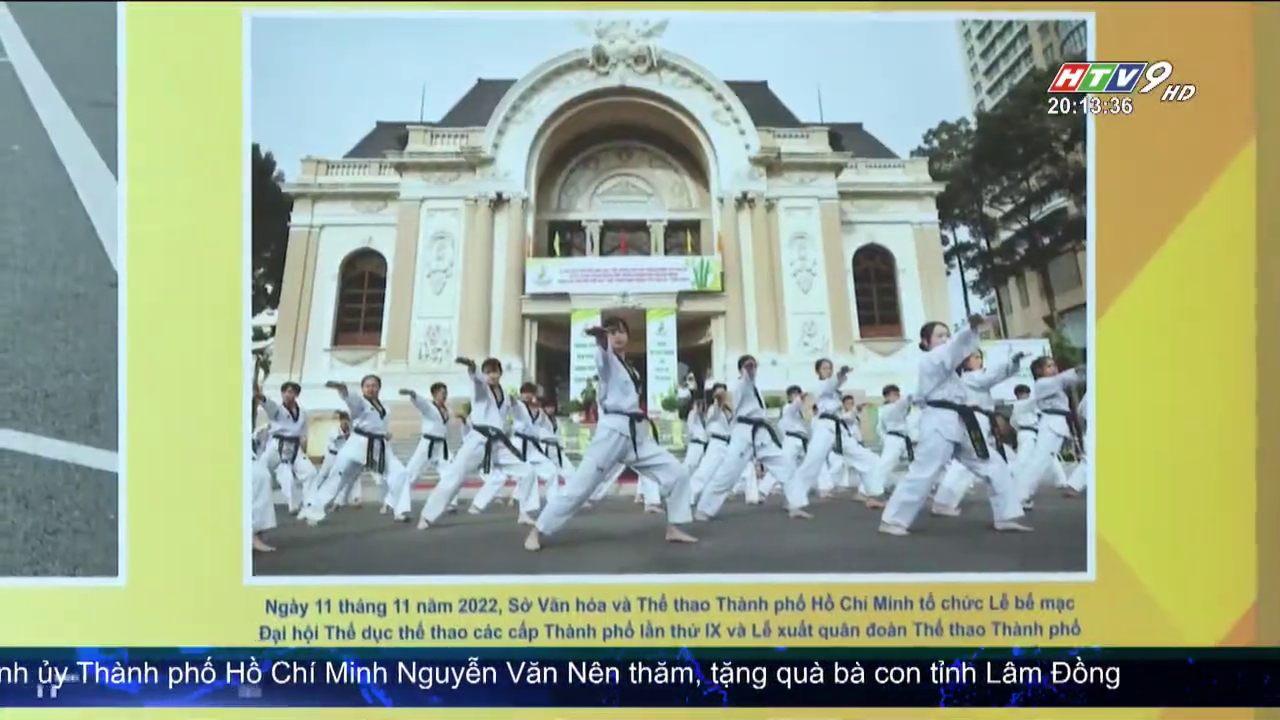 HTV9 HD
20:13:36
Ngày 11 tháng 11 năm 2022, Sở Văn hóa và Thể thao Thành phố Hồ Chí Minh tổ chức Lễ bế mạc
Đại hội Thể dục thể thao các cấp Thành phố lần thứ IX và Lễ xuất quân đoàn Thể thao Thành phố
nh ủy Thành phố Hồ Chí Minh Nguyễn Văn Nên thăm, tặng quà bà con tỉnh Lâm Đồng